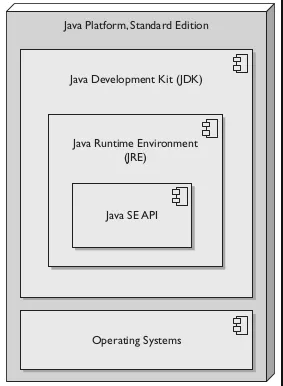 Java Platform, Standard Edition
Java Development Kit (JDK)
Java Runtime Environment
(JRE)
Java SE API
Operating Systems